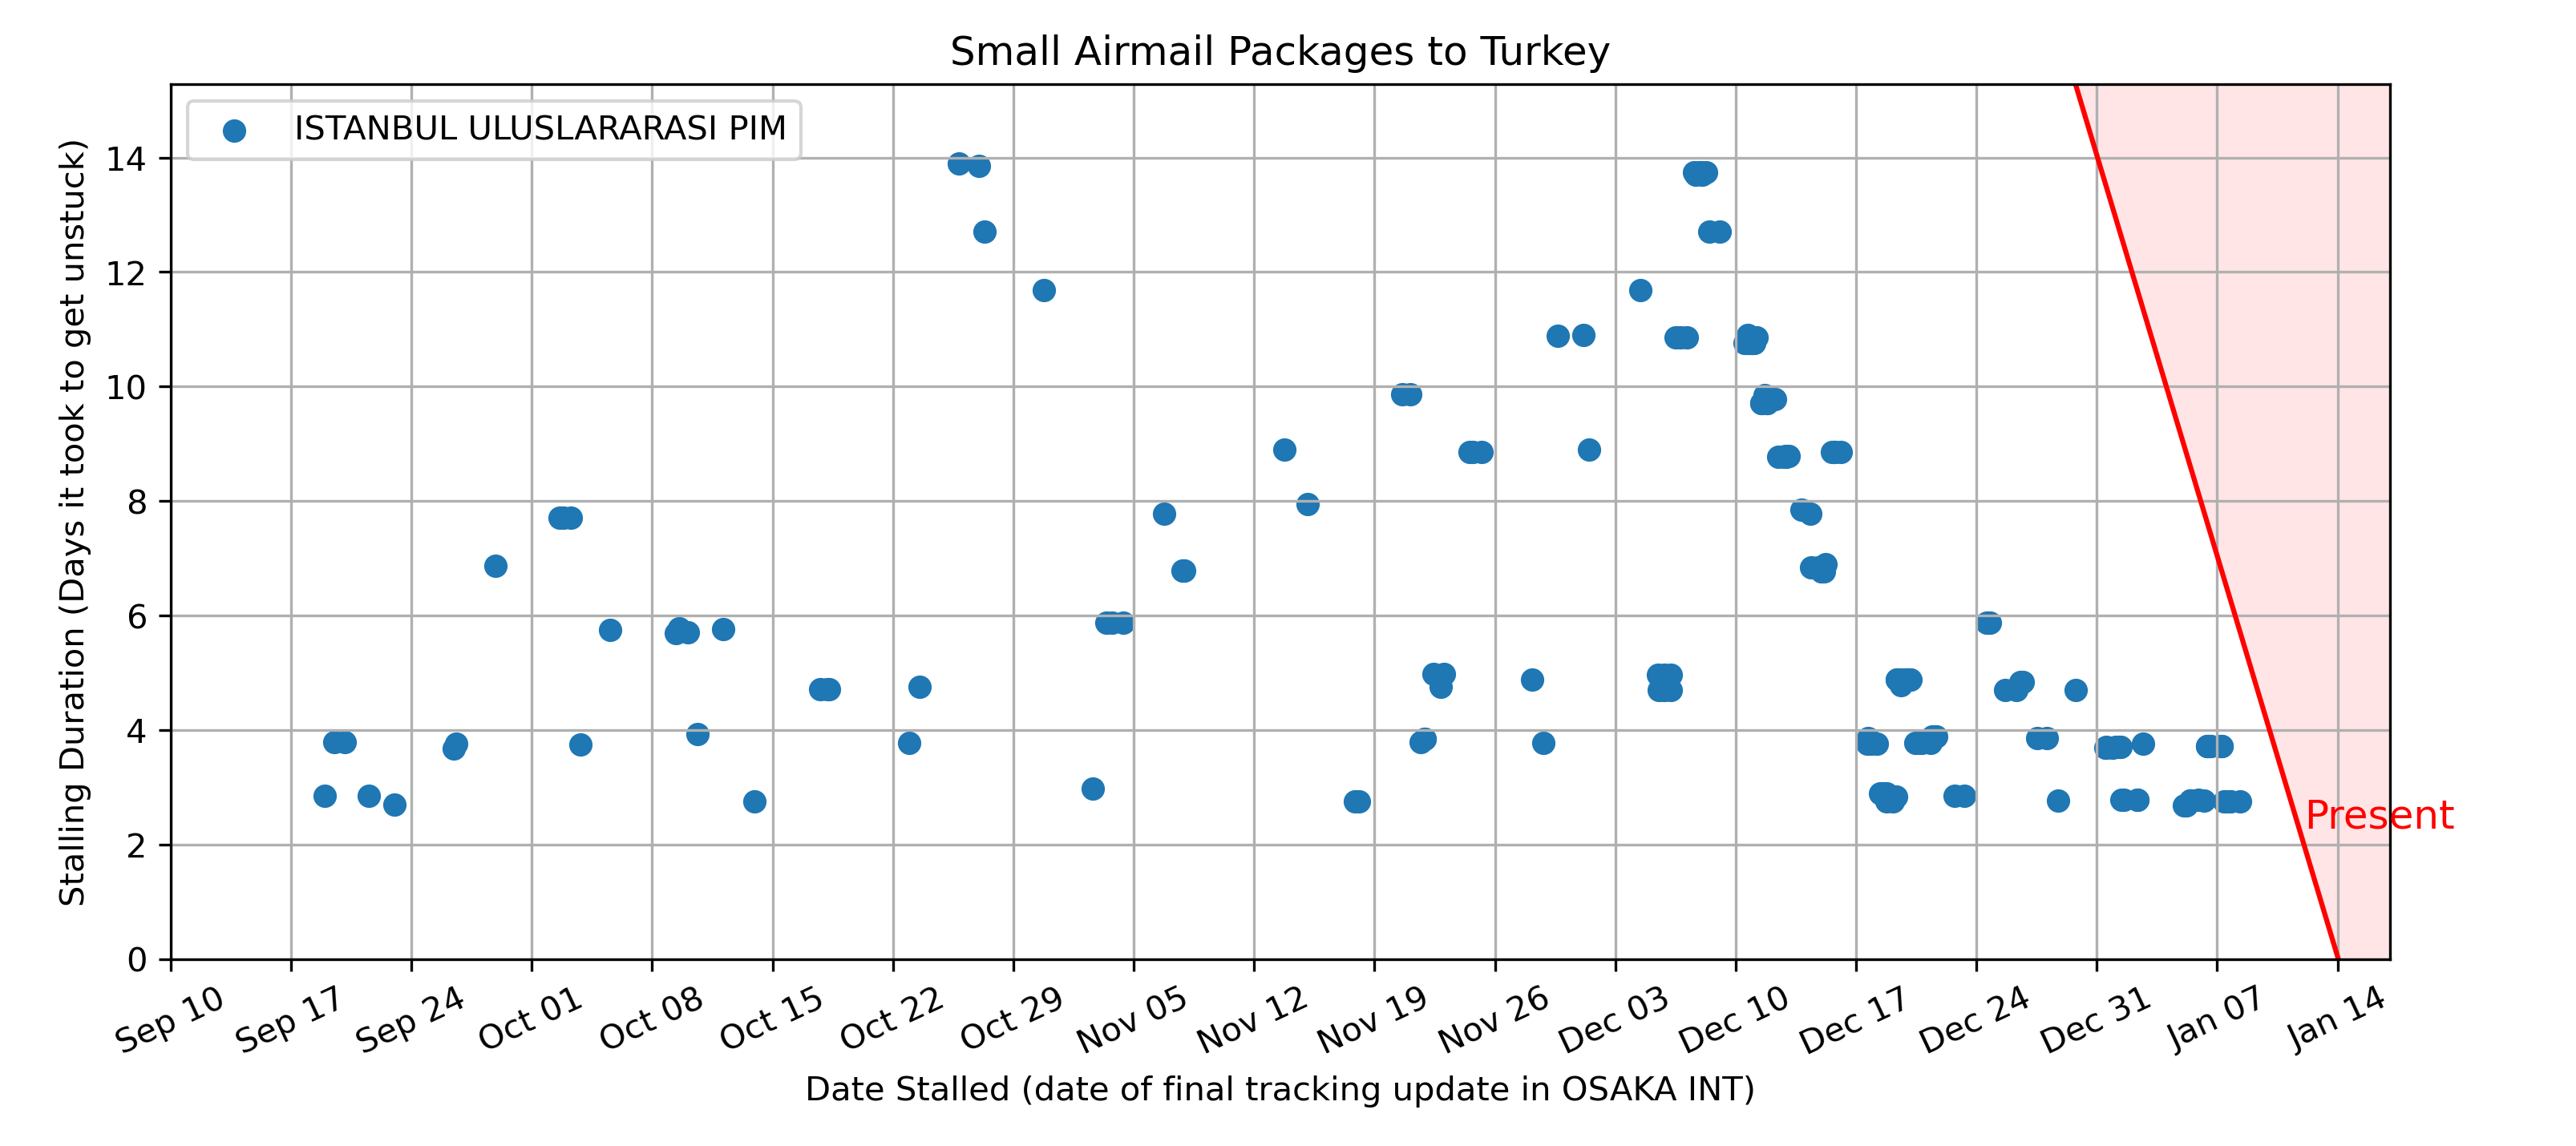 Small Airmail Packages to Turkey
ISTANBUL ULUSLARARASI PIM
Stalling Duration (Days it took to get unstuck)
14
12
10
8
6
4
2
0
Present
Sep 10
Sep 17
Sep 24
Oct 01
Oct 08
Oct 15
Oct 22
Oct 29
Nov 05
Nov 12
Nov 19
Nov 26
Dec 03
Dec 10
Dec 17
Dec 24
Dec 31
Jan 07
Jan 14
Date Stalled (date of final tracking update in OSAKA INT)